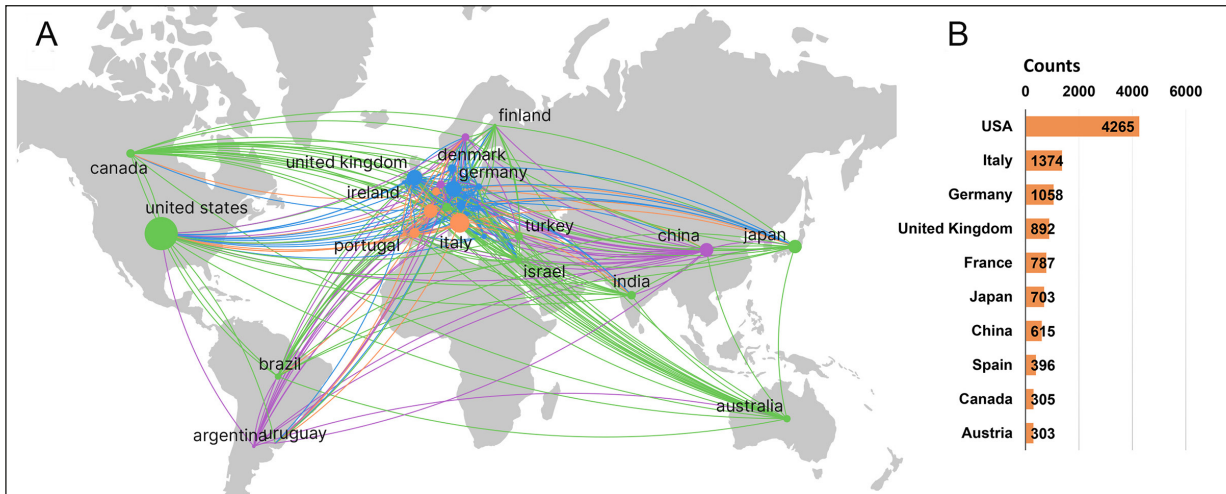 A
finland
canada
united kingdom
denmark
germany
ireland
united states
portugal
italy
turkey
china
japan
israel
india
brazil
australia
argentina
uruguay
B
Counts
0 2000 4000 6000
USA 4265
Italy 1374
Germany 1058
United Kingdom 892
France 787
Japan 703
China 615
Spain 396
Canada 305
Austria 303